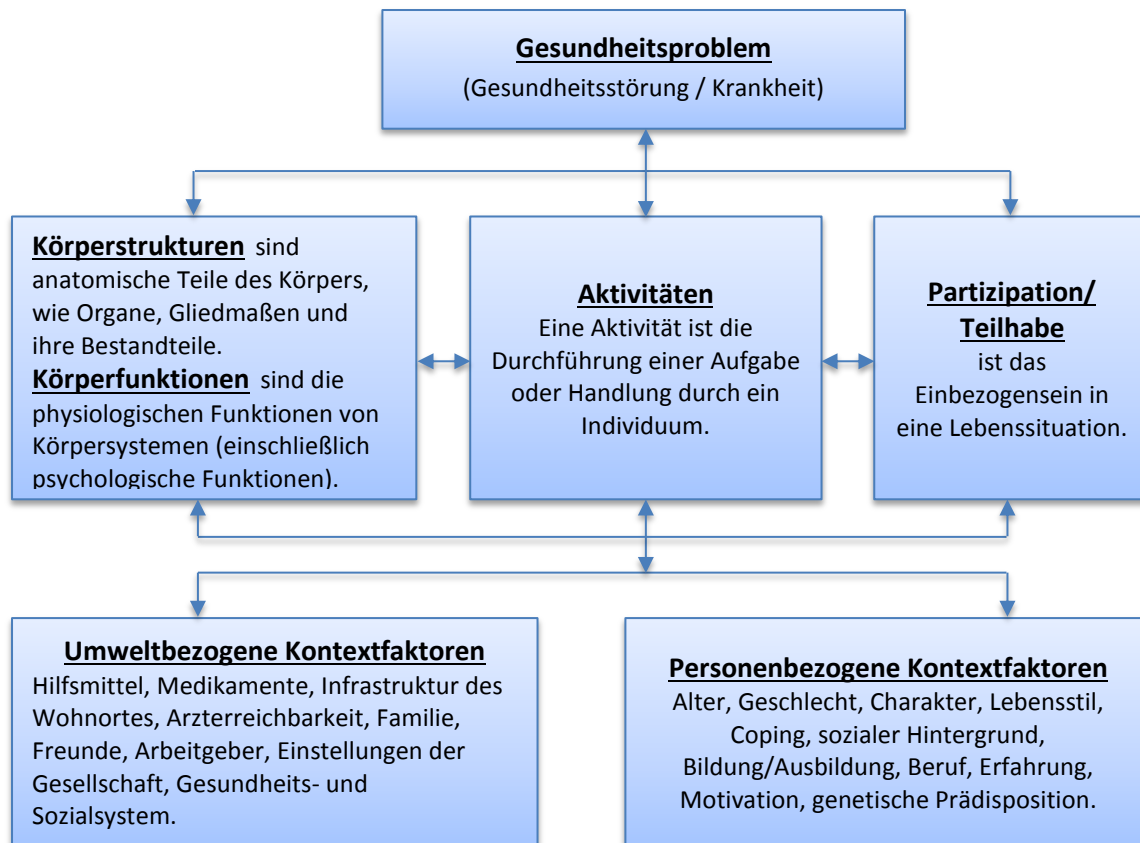 Gesundheitsproblem
(Gesundheitsstörung / Krankheit)
Körperstrukturen sind
anatomische Teile des Körpers,
wie Organe, Gliedmaßen und
ihre Bestandteile.
Körperfunktionen sind die
physiologischen Funktionen von
Körpersystemen (einschließlich
psychologische Funktionen).
Aktivitäten
Eine Aktivität ist die
Durchführung einer Aufgabe
oder Handlung durch ein
Individuum.
Partizipation/
Teilhabe
ist das
Einbezogensein in
eine Lebenssituation.
Umweltbezogene Kontextfaktoren
Hilfsmittel, Medikamente, Infrastruktur des
Wohnortes, Arzterreichbarkeit, Familie,
Freunde, Arbeitgeber, Einstellungen der
Gesellschaft, Gesundheits- und
Sozialsystem.
Personenbezogene Kontextfaktoren
Alter, Geschlecht, Charakter, Lebensstil,
Coping, sozialer Hintergrund,
Bildung/Ausbildung, Beruf, Erfahrung,
Motivation, genetische Prädisposition.